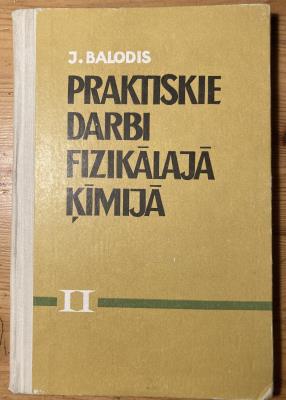 J. BALODIS
PRAKTISKIE
DARBI
FIZIKĀLAJĀ
ĶĪMIJĀ
II